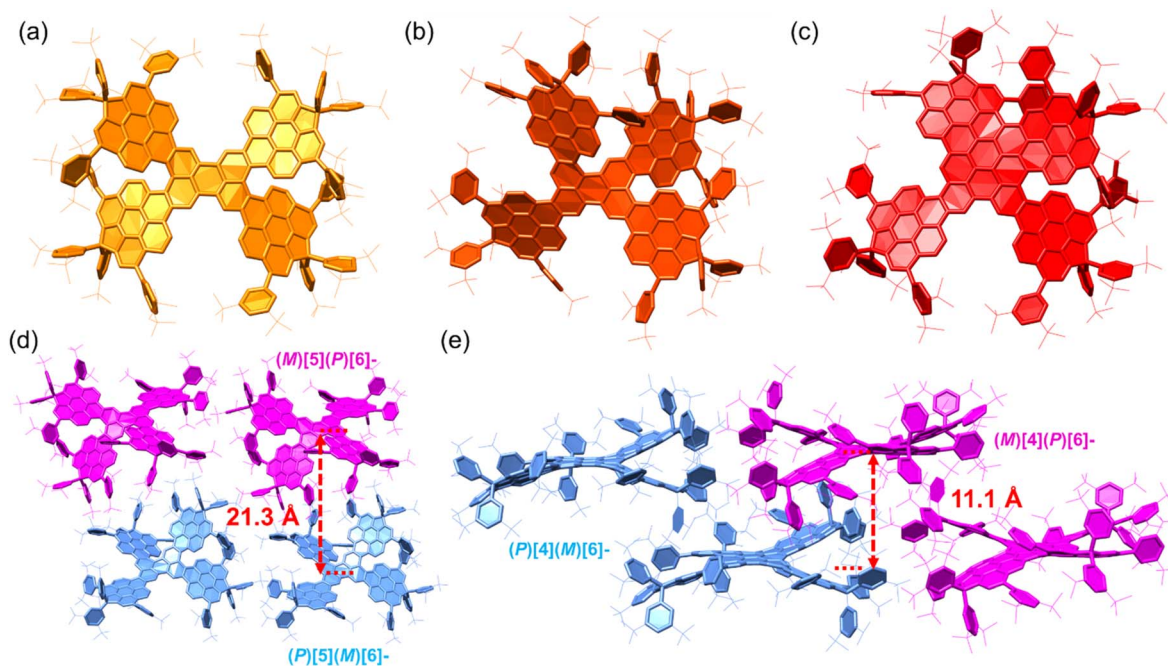 (a)
(b)
(c)
(d)
(M)[5](P)[6]-
21.3 Å
(P)[5](M)[6]-
(e)
(M)[4](P)[6]-
11.1 Å
(P)[4](M)[6]-